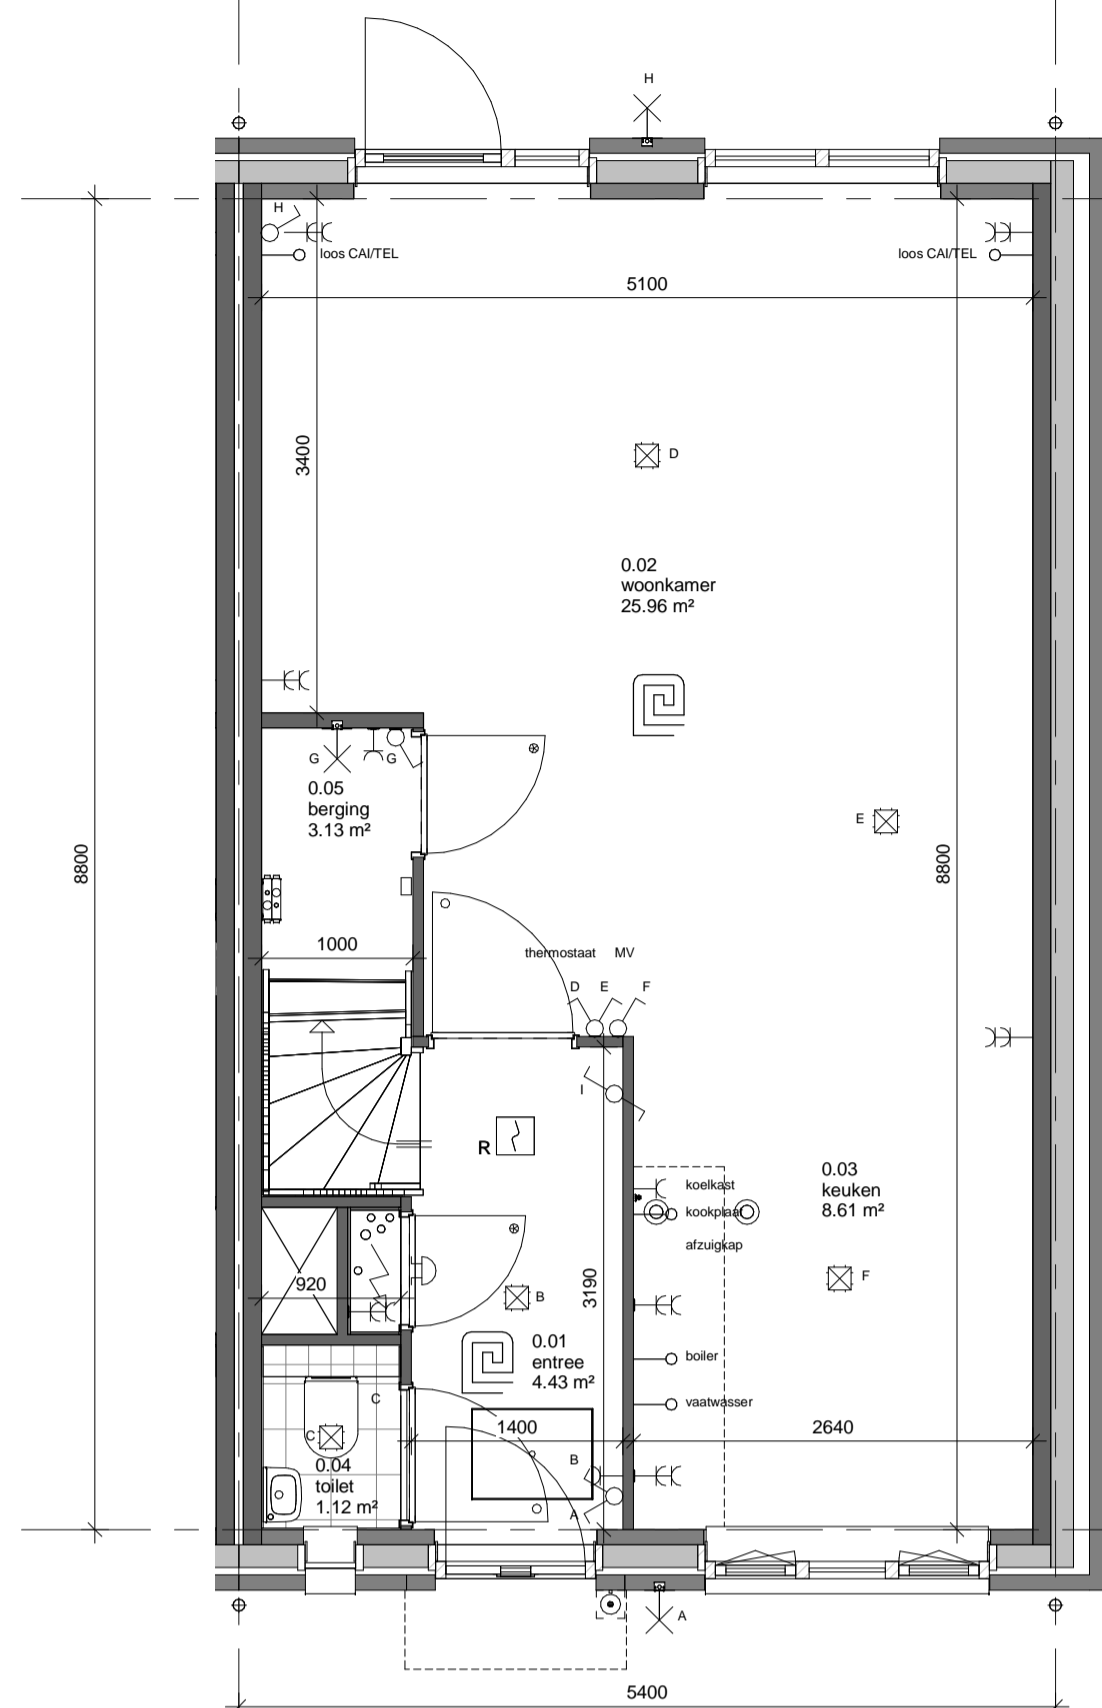 H
H
loos CAI/TEL
loos CAI/TEL
5100
3400
D
0.02
woonkamer
25.96 m²
G
G
0.05
berging
3.13 m²
E
8800
8800
1000
thermostaat
MV
D
E
F
I
R
koelkast
kookplaat
afzuigkap
0.03
keuken
8.61 m²
F
920
B
3190
0.01
entree
4.43 m²
boiler
vaatwasser
C
C
1400
2640
0.04
toilet
1.12 m²
B
A
A
5400